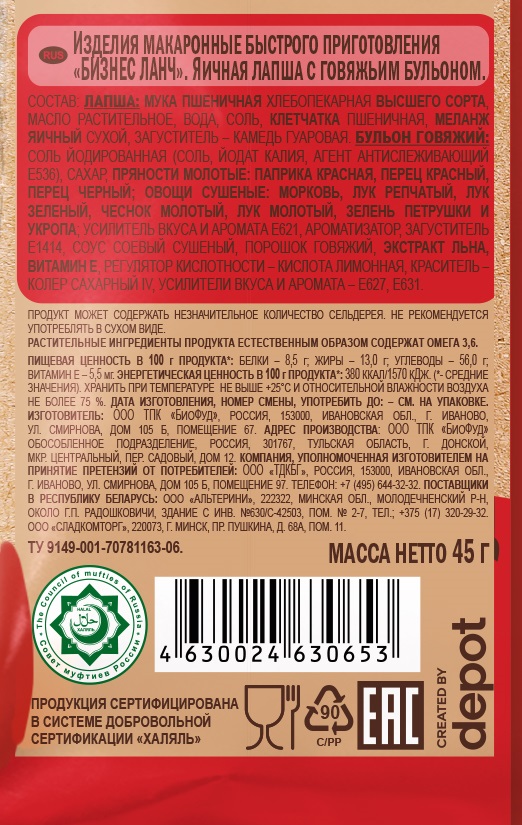 RUS
ИЗДЕЛИЯ МАКАРОННЫЕ БЫСТРОГО ПРИГОТОВЛЕНИЯ
«БИЗНЕС ЛАНЧ». ЯИЧНАЯ ЛАПША С ГОВЯЖЬИМ БУЛЬОНОМ.
СОСТАВ: ЛАПША: МУКА ПШЕНИЧНАЯ ХЛЕБОПЕКАРНАЯ ВЫСШЕГО СОРТА,
МАСЛО РАСТИТЕЛЬНОЕ, ВОДА, СОЛЬ, КЛЕТЧАТКА ПШЕНИЧНАЯ, МЕЛАНЖ
ЯИЧНЫЙ СУХОЙ, ЗАГУСТИТЕЛЬ – КАМЕДЬ ГУАРОВАЯ. БУЛЬОН ГОВЯЖИЙ:
СОЛЬ ЙОДИРОВАННАЯ (СОЛЬ, ЙОДАТ КАЛИЯ, АГЕНТ АНТИСЛЕЖИВАЮЩИЙ
Е536), САХАР, ПРЯНОСТИ МОЛОТЫЕ: ПАПРИКА КРАСНАЯ, ПЕРЕЦ КРАСНЫЙ,
ПЕРЕЦ ЧЕРНЫЙ; ОВОЩИ СУШЕНЫЕ: МОРКОВЬ, ЛУК РЕПЧАТЫЙ, ЛУК
ЗЕЛЕНЫЙ, ЧЕСНОК МОЛОТЫЙ, ЛУК МОЛОТЫЙ, ЗЕЛЕНЬ ПЕТРУШКИ И
УКРОПА, УСИЛИТЕЛЬ ВКУСА И АРОМАТА Е621, АРОМАТИЗАТОР, ЗАГУСТИТЕЛЬ
Е1414, СОУС СОЕВЫЙ СУШЕНЫЙ, ПОРОШОК ГОВЯЖИЙ, ЭКСТРАКТ ЛЬНА,
ВИТАМИН Е, РЕГУЛЯТОР КИСЛОТНОСТИ – КИСЛОТА ЛИМОННАЯ, КРАСИТЕЛЬ –
КОЛЕР САХАРНЫЙ IV, УСИЛИТЕЛИ ВКУСА И АРОМАТА – Е627, Е631.
ПРОДУКТ МОЖЕТ СОДЕРЖАТЬ НЕЗНАЧИТЕЛЬНОЕ КОЛИЧЕСТВО СЕЛЬДЕРЕЯ. НЕ РЕКОМЕНДУЕТСЯ
УПОТРЕБЛЯТЬ В СУХОМ ВИДЕ.
РАСТИТЕЛЬНЫЕ ИНГРЕДИЕНТЫ ПРОДУКТА ЕСТЕСТВЕННЫМ ОБРАЗОМ СОДЕРЖАТ ОМЕГА 3,6.
ПИЩЕВАЯ ЦЕННОСТЬ В 100 г ПРОДУКТА*: БЕЛКИ – 8,5 г; ЖИРЫ – 13,0 г; УГЛЕВОДЫ – 56,0 г;
ВИТАМИН Е – 5,5 мг. ЭНЕРГЕТИЧЕСКАЯ ЦЕННОСТЬ В 100 г ПРОДУКТА*: 380 ККАЛ/1570 КДЖ. (*- СРЕДНИЕ
ЗНАЧЕНИЯ). ХРАНИТЬ ПРИ ТЕМПЕРАТУРЕ НЕ ВЫШЕ +25°С И ОТНОСИТЕЛЬНОЙ ВЛАЖНОСТИ ВОЗДУХА
НЕ БОЛЕЕ 75 %. ДАТА ИЗГОТОВЛЕНИЯ, НОМЕР СМЕНЫ, УПОТРЕБИТЬ ДО: – СМ. НА УПАКОВКЕ.
ИЗГОТОВИТЕЛЬ: ООО ТПК «БИОФУД», РОССИЯ, 153000, ИВАНОВСКАЯ ОБЛ., Г. ИВАНОВО,
УЛ. СМИРНОВА, ДОМ 105 Б, ПОМЕЩЕНИЕ 67. АДРЕС ПРОИЗВОДСТВА: ООО ТПК «БИОФУД»
ОБОСОБЛЕННОЕ ПОДРАЗДЕЛЕНИЕ, РОССИЯ, 301767, ТУЛЬСКАЯ ОБЛАСТЬ, Г. ДОНСКОЙ,
МКР. ЦЕНТРАЛЬНЫЙ, ПЕР. САДОВЫЙ, ДОМ 12. КОМПАНИЯ, УПОЛНОМОЧЕННАЯ ИЗГОТОВИТЕЛЕМ НА
ПРИНЯТИЕ ПРЕТЕНЗИЙ ОТ ПОТРЕБИТЕЛЕЙ: ООО «ТДКБГ», РОССИЯ, 153000, ИВАНОВСКАЯ ОБЛ.,
Г. ИВАНОВО, УЛ. СМИРНОВА, ДОМ 105 Б, ПОМЕЩЕНИЕ 97. ТЕЛЕФОН: +7 (495) 644-32-32. ПОСТАВЩИКИ
В РЕСПУБЛИКУ БЕЛАРУСЬ: ООО «АЛЬТЕРНИ», 222322, МИНСКАЯ ОБЛ., МОЛОДЕЧНЕНСКИЙ Р-Н,
ОКОЛО Г.П. РАДОШКОВИЧИ, ЗДАНИЕ С ИНВ. №630/С-42503, ПОМ. № 2-7, ТЕЛ.: +375 (17) 320-29-32.
ООО «СЛАДКОМТОРГ», 220073, Г. МИНСК, ПР. ПУШКИНА, Д. 68А, ПОМ. 11.
ТУ 9149-001-70781163-06.
МАССА НЕТТО 45 Г
The Council of mufties of Russia
HALAL
حلال
ХАЛЯЛЬ
Совет муфтиев России
4 630024 630653
ПРОДУКЦИЯ СЕРТИФИЦИРОВАНА
В СИСТЕМЕ ДОБРОВОЛЬНОЙ
СЕРТИФИКАЦИИ «ХАЛЯЛЬ»
90
C/PP
EAC
CREATED BY
depot